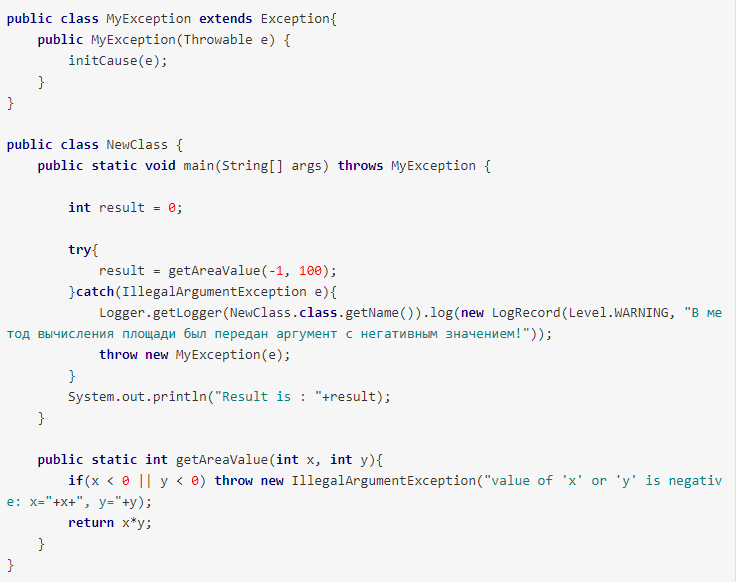 public class MyException extends Exception{
    public MyException(Throwable e) {
        initCause(e);
    }
}

public class NewClass {
    public static void main(String[] args) throws MyException {

        int result = 0;

        try{
            result = getAreaValue(-1, 100);
        }catch(IllegalArgumentException e){
            Logger.getLogger(NewClass.class.getName()).log(new LogRecord(Level.WARNING, "В ме
тод вычисления площади был передан аргумент с негативным значением!"));
            throw new MyException(e);
        }
        System.out.println("Result is : "+result);
    }

    public static int getAreaValue(int x, int y){
        if(x < 0 || y < 0) throw new IllegalArgumentException("value of 'x' or 'y' is negativ
e: x="+x+", y="+y);
        return x*y;
    }
}